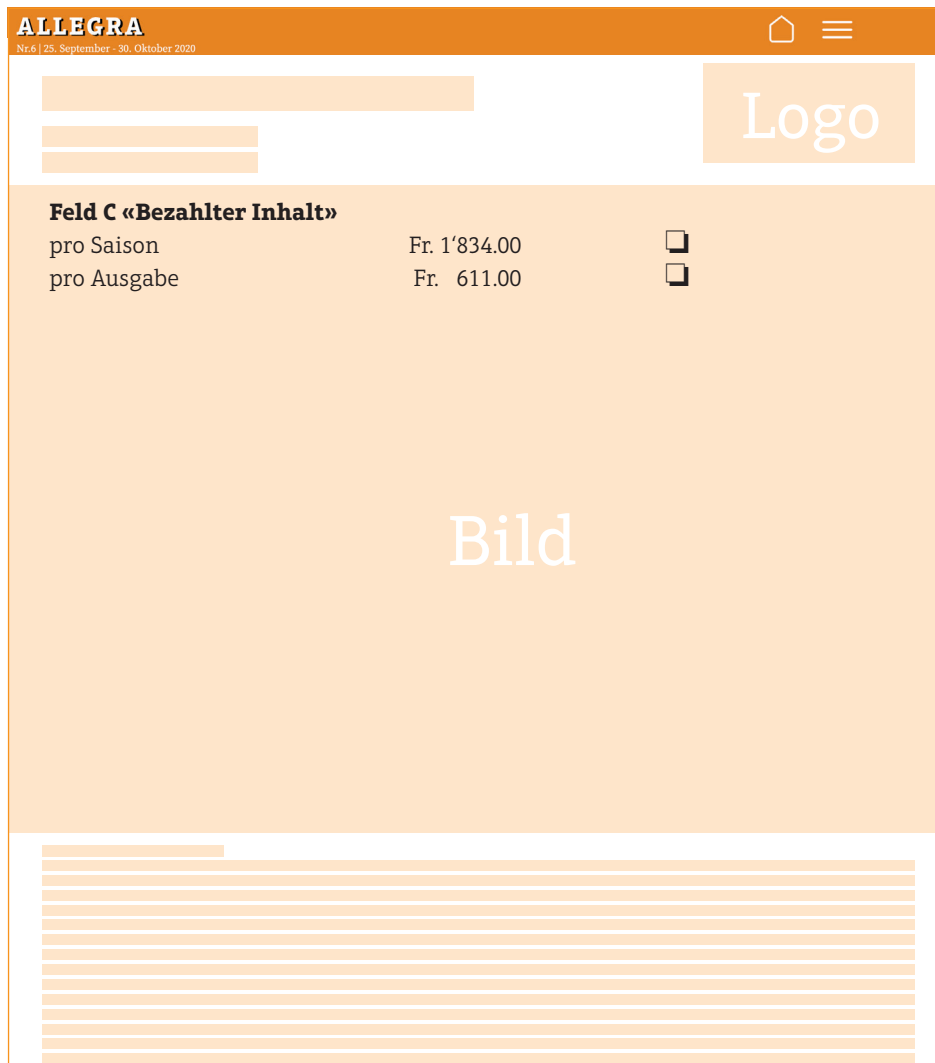 ALLEGRA
Nr.6 | 25. September - 30. Oktober 2020
Logo
Feld C «Bezahlter Inhalt»
pro Saison Fr. 1‘834.00 ❏
pro Ausgabe Fr. 611.00 ❏
Bild